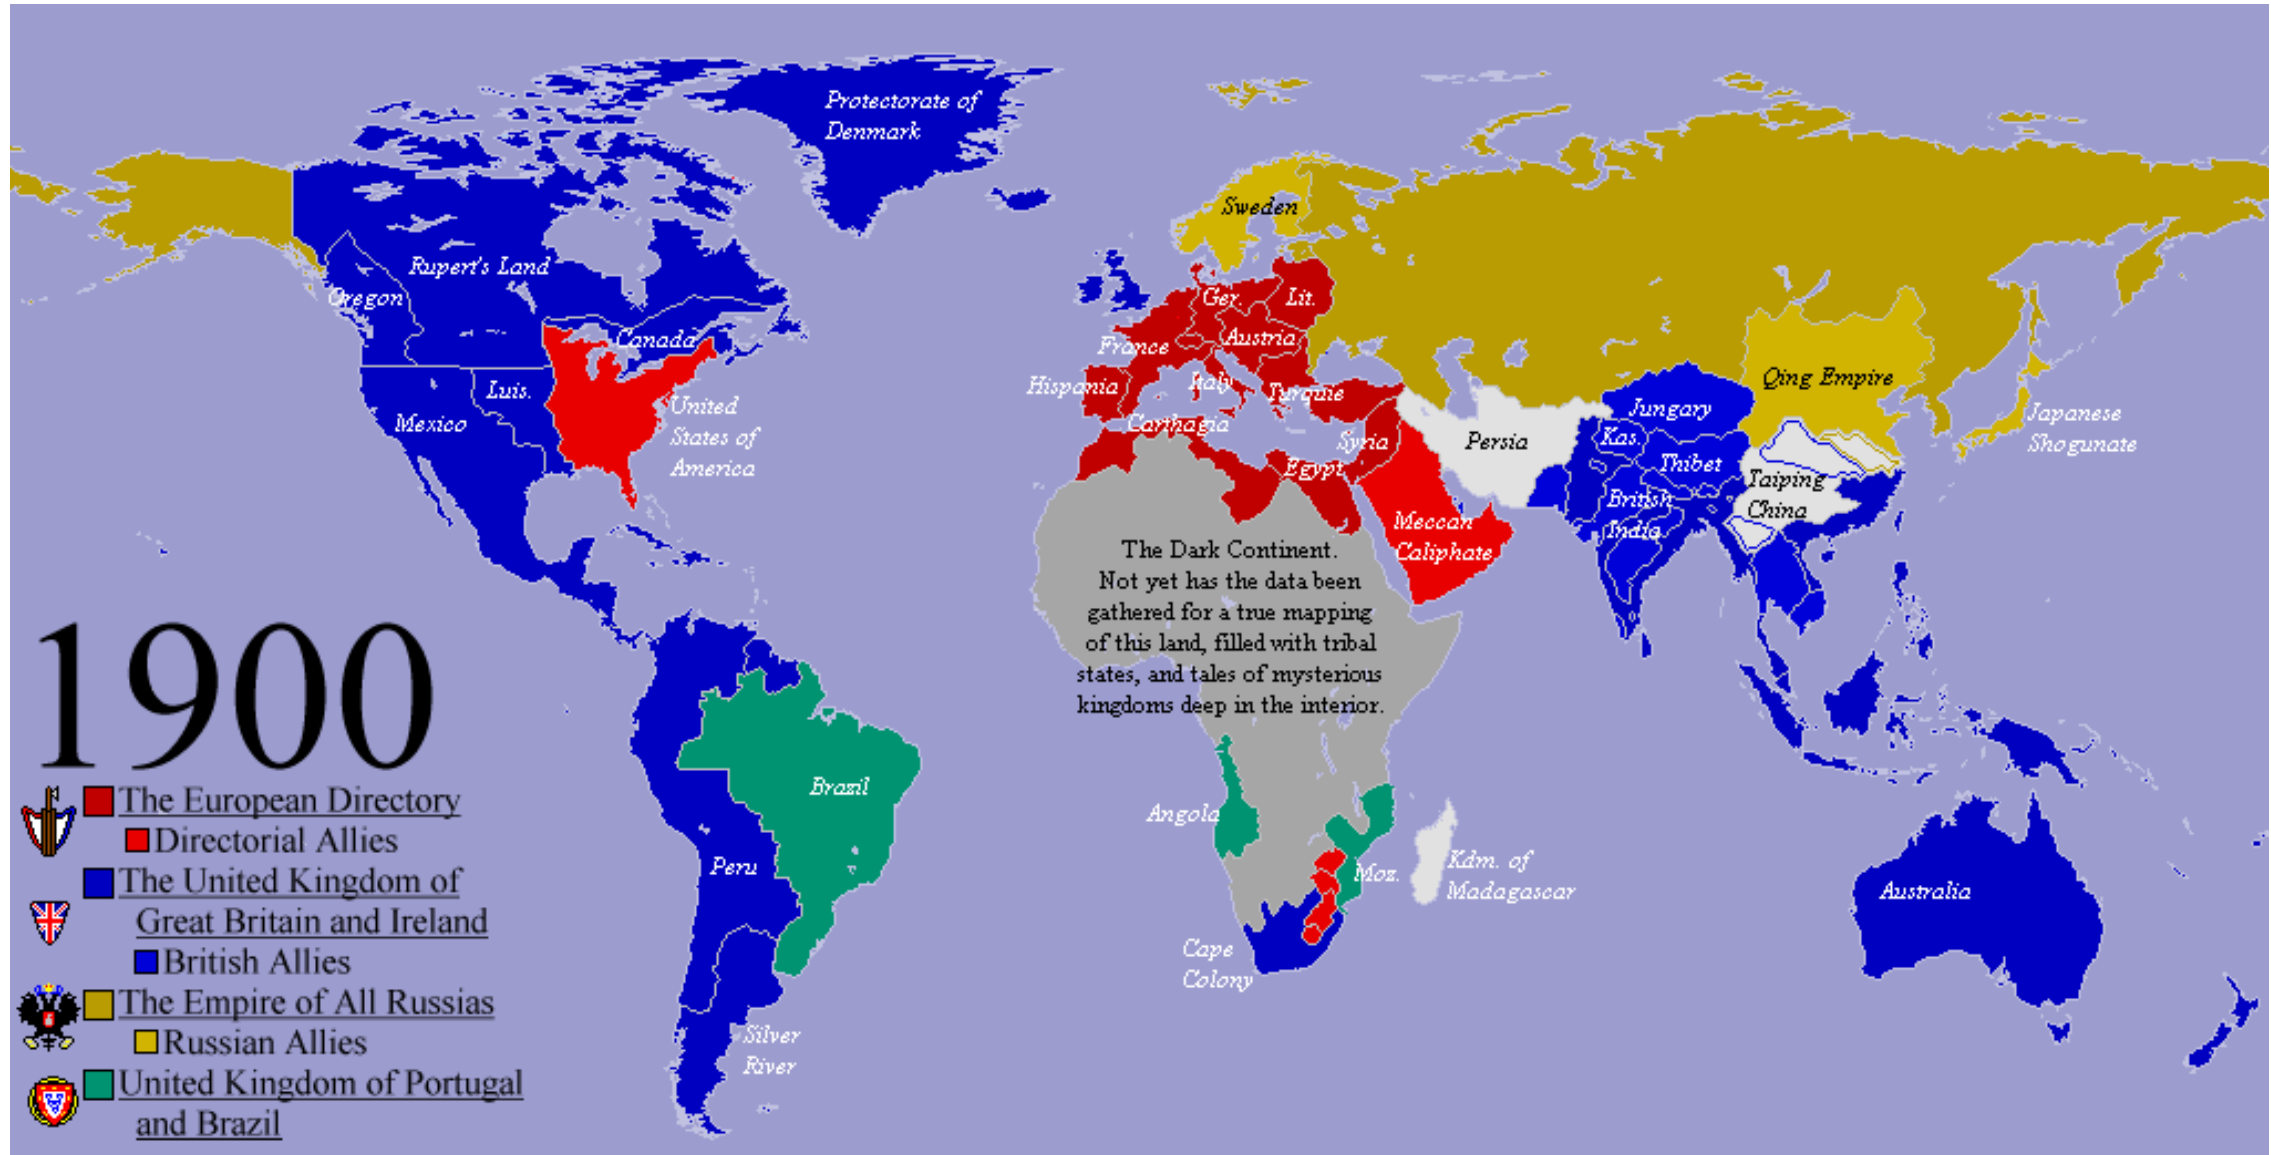 Protectorate of
Denmark
Sweden
Rupert's Land
Oregon
Canada
Ger.
Lit.
Austria
France
Hispania
Italy
Turquie
Carthagia
Luis.
Mexico
United
States of
America
Syria
Egypt
Persia
Qing Empire
Jungary
Kas.
Thibet
Japanese
Shogunate
Taiping
China
British
India
Meccan
Caliphate
The Dark Continent.
Not yet has the data been
gathered for a true mapping
of this land, filled with tribal
states, and tales of mysterious
kingdoms deep in the interior.
Brazil
Peru
Silver
River
Angola
Moz.
Kdm. of
Madagascar
Cape
Colony
Australia
1900
The European Directory
Directorial Allies
The United Kingdom of
Great Britain and Ireland
British Allies
The Empire of All Russias
Russian Allies
United Kingdom of Portugal
and Brazil